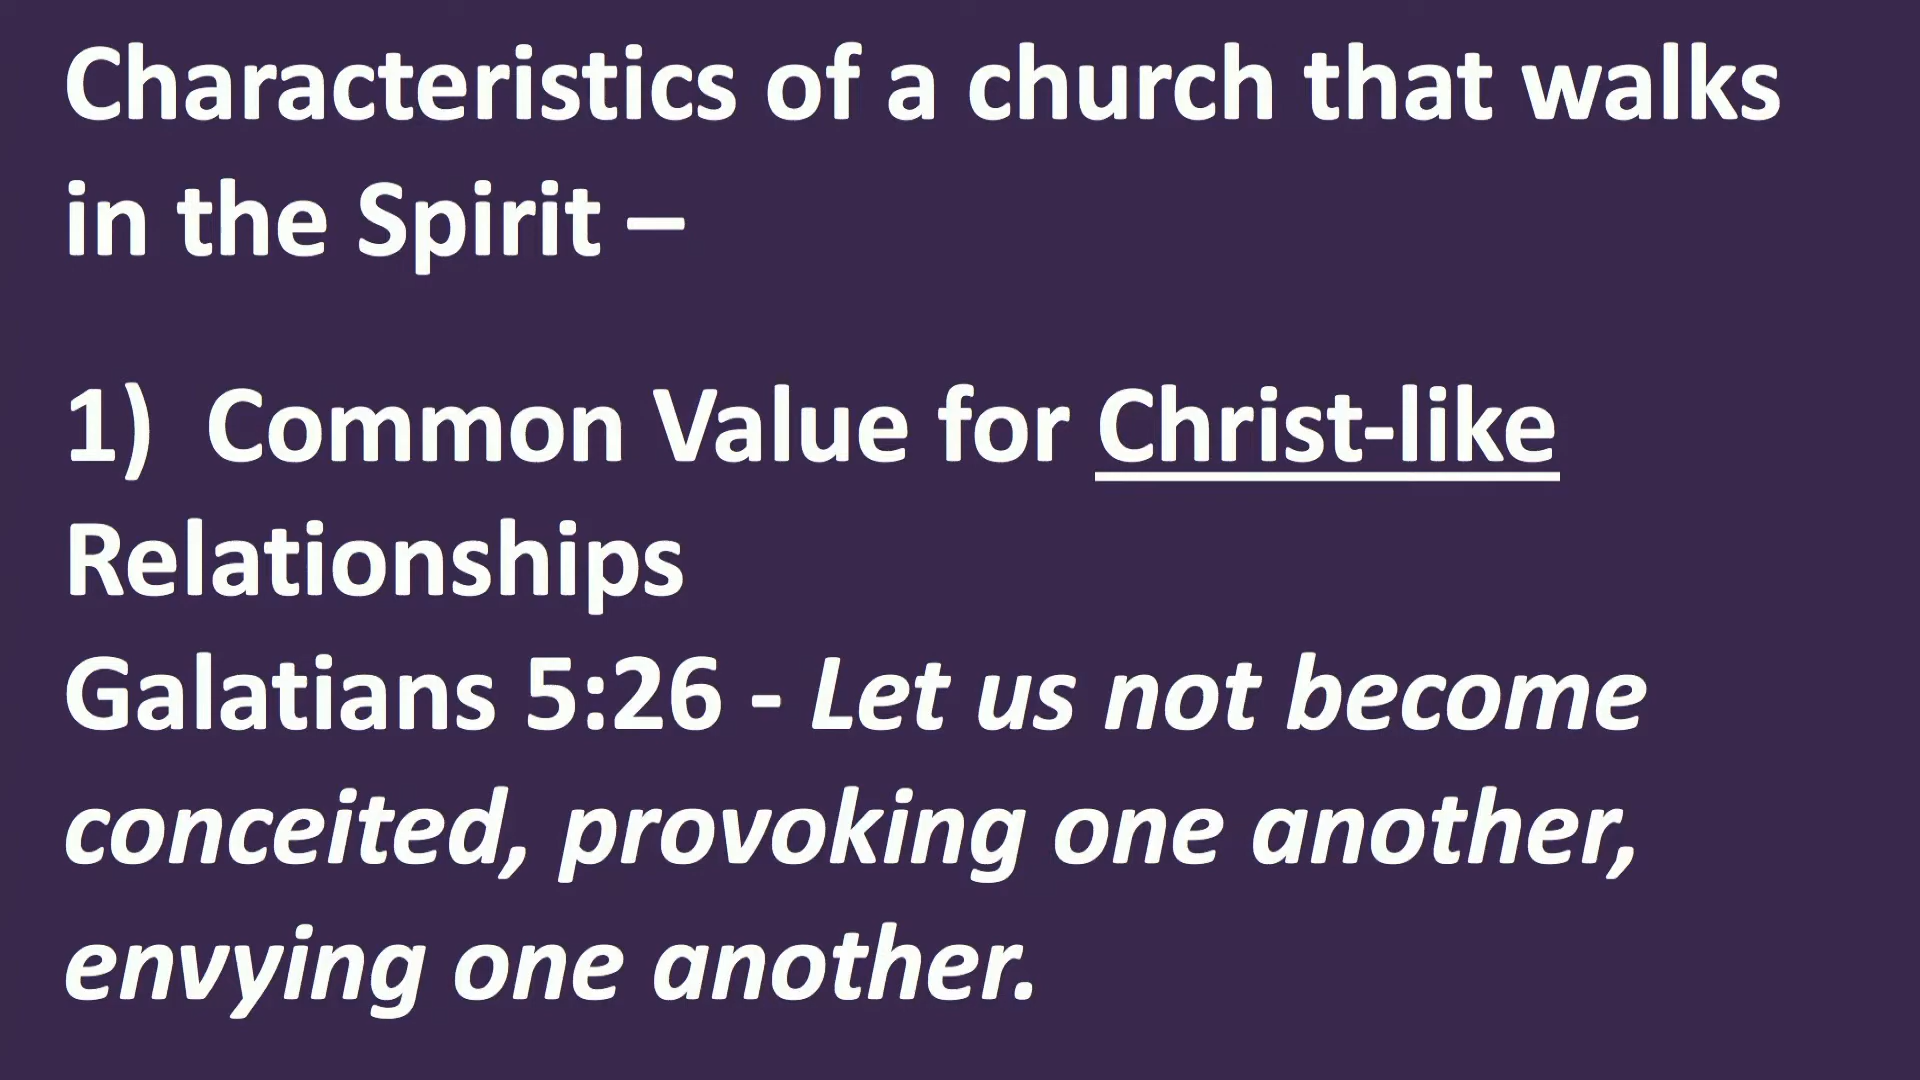 Characteristics of a church that walks
in the Spirit –
1) Common Value for Christ-like
Relationships
Galatians 5:26 - Let us not become
conceited, provoking one another,
envying one another.